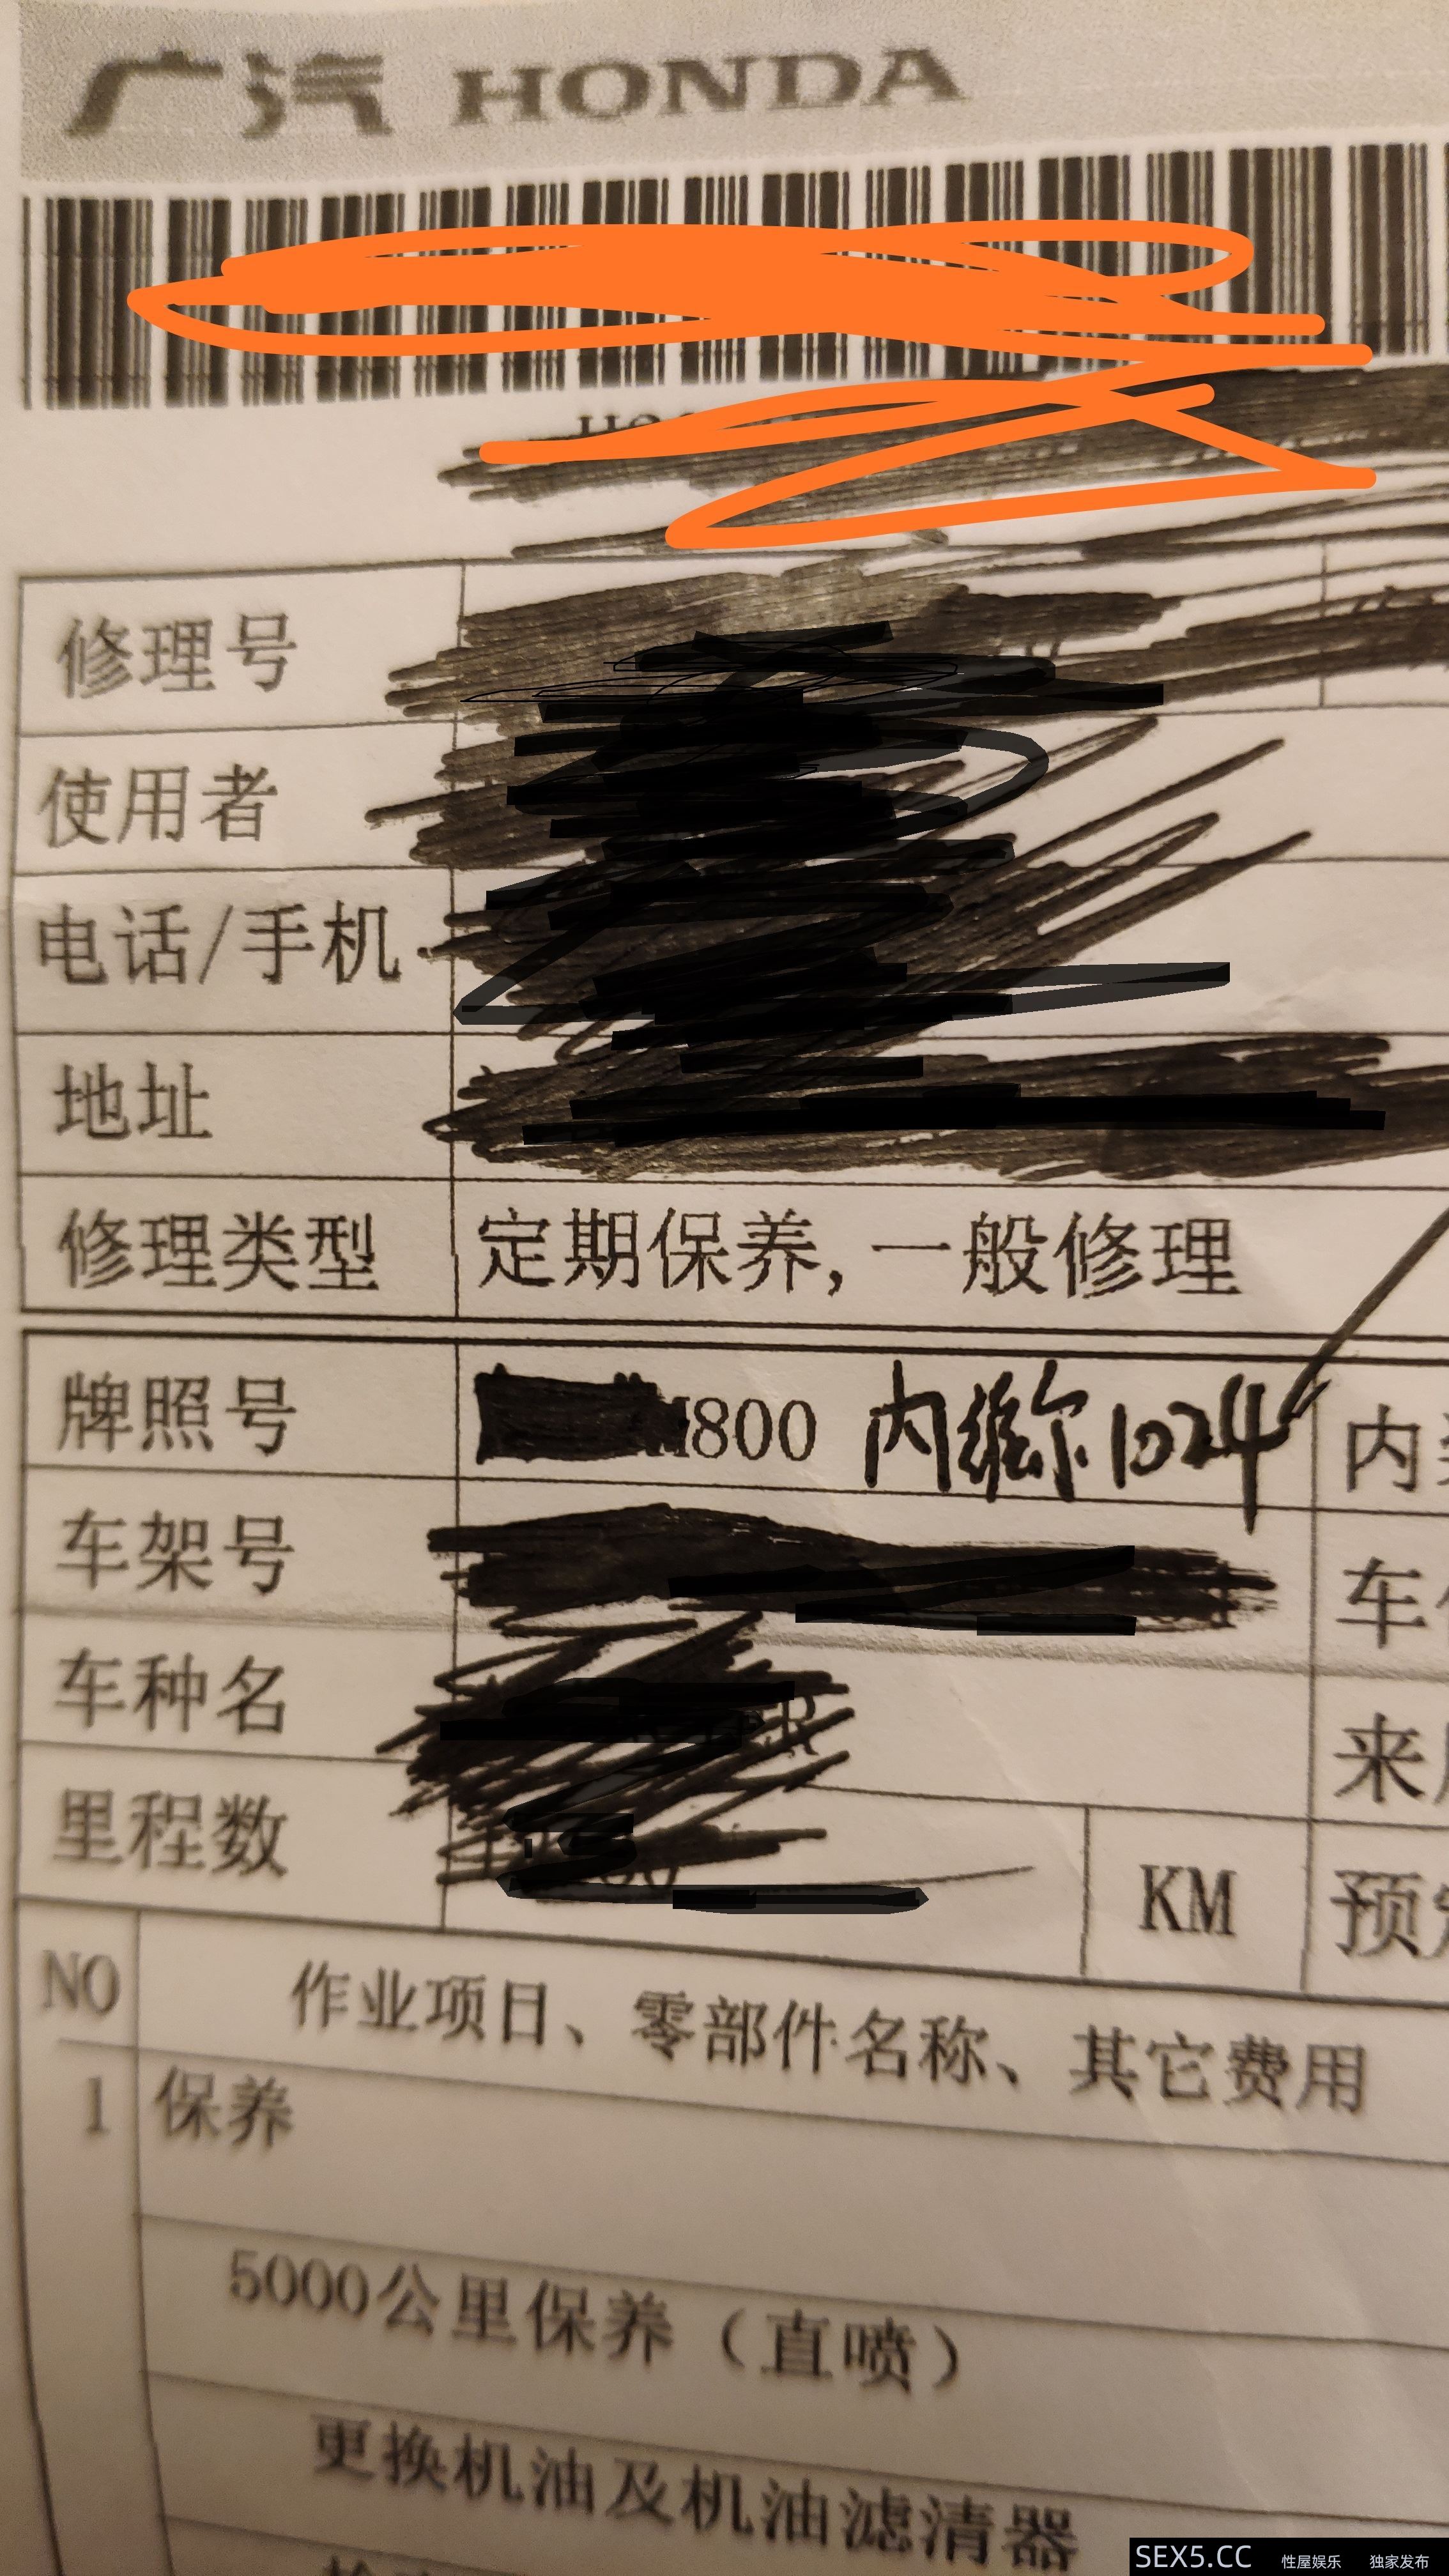 广汽 HONDA
修理号
使用者
电话/手机
地址
修理类型 定期保养,一般修理
牌照号 800 内维尔1024 内
车架号 车
车种名 R 来
里程数 KM 预
NO 作业项目、零部件名称、其它费用
1 保养
5000公里保养（直喷）
更换机油及机油滤清器
SEX5.CC 性屋娱乐 独家发布